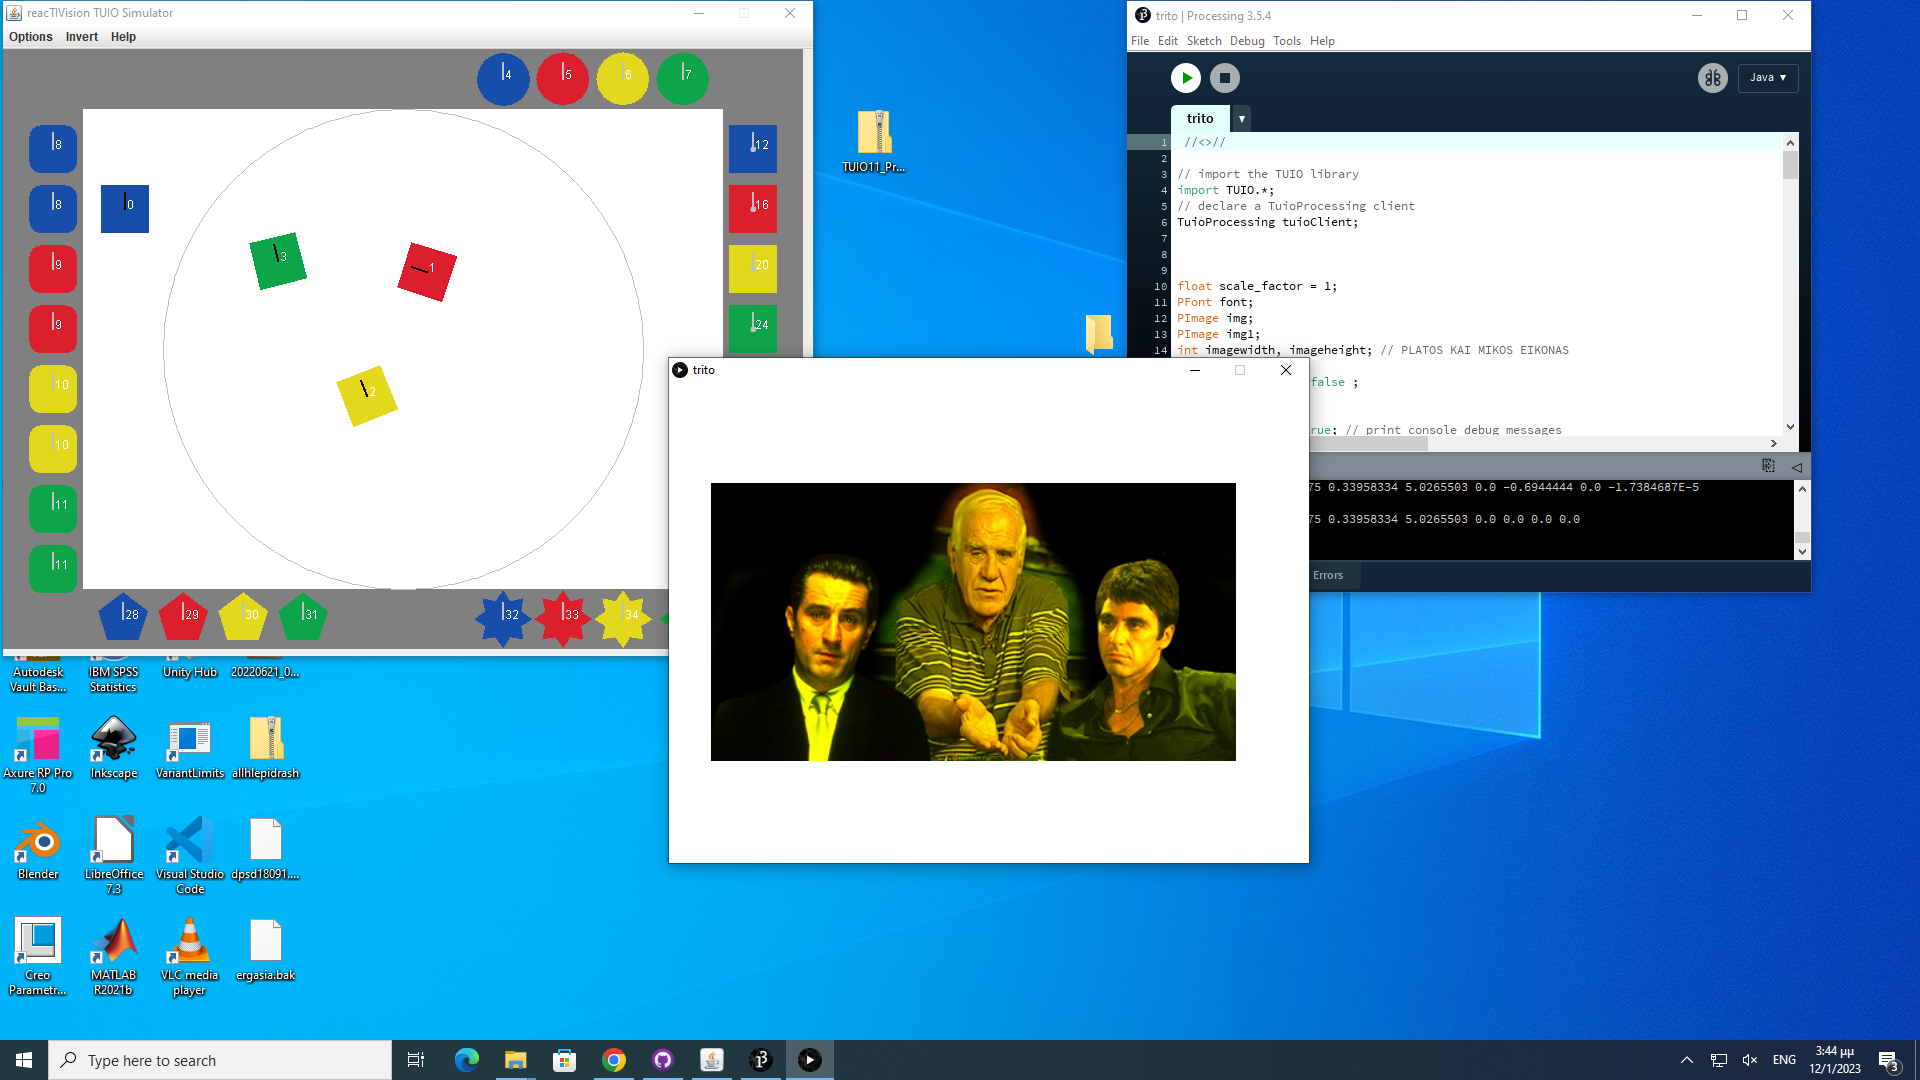 reacTIVision TUIO Simulator
Options Invert Help
4 5 6 7
8
8
9
9
10
10
11
11
0
3
1
2
12
16
20
24
28 29 30 31
32 33 34
TUIO11_Pr...
trito | Processing 3.5.4
File Edit Sketch Debug Tools Help
Java ▾
trito ▾
1 //<>//
2
3 // import the TUIO library
4 import TUIO.*;
5 // declare a TuioProcessing client
6 TuioProcessing tuioClient;
7
8
9
10 float scale_factor = 1;
11 PFont font;
12 PImage img;
13 PImage img1;
14 int imagewidth, imageheight; // PLATOS KAI MIKOS EIKONAS
false ;
rue; // print console debug messages
75 0.33958334 5.0265503 0.0 -0.6944444 0.0 -1.7384687E-5
75 0.33958334 5.0265503 0.0 0.0 0.0 0.0
Errors
trito
Autodesk
Vault Bas...
IBM SPSS
Statistics
Unity Hub
20220621_0...
Axure RP Pro
7.0
Inkscape
VariantLimits
allhlepidrash
Blender
LibreOffice
7.3
Visual Studio
Code
dpsd18091....
Creo
Parametr...
MATLAB
R2021b
VLC media
player
ergasia.bak
Type here to search
ENG
3:44 μμ
12/1/2023
3